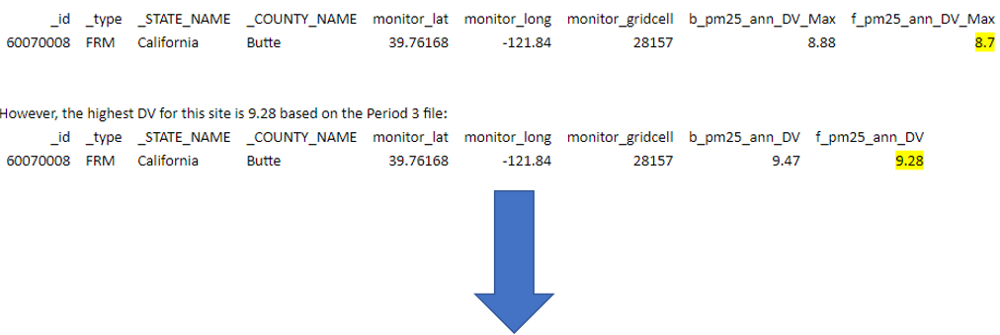 _id _type _STATE_NAME _COUNTY_NAME monitor_lat monitor_long monitor_gridcell b_pm25_ann_DV_Max f_pm25_ann_DV_Max
60070008 FRM California Butte 39.76168 -121.84 28157 8.88 8.7
However, the highest DV for this site is 9.28 based on the Period 3 file:
_id _type _STATE_NAME _COUNTY_NAME monitor_lat monitor_long monitor_gridcell b_pm25_ann_DV f_pm25_ann_DV
60070008 FRM California Butte 39.76168 -121.84 28157 9.47 9.28